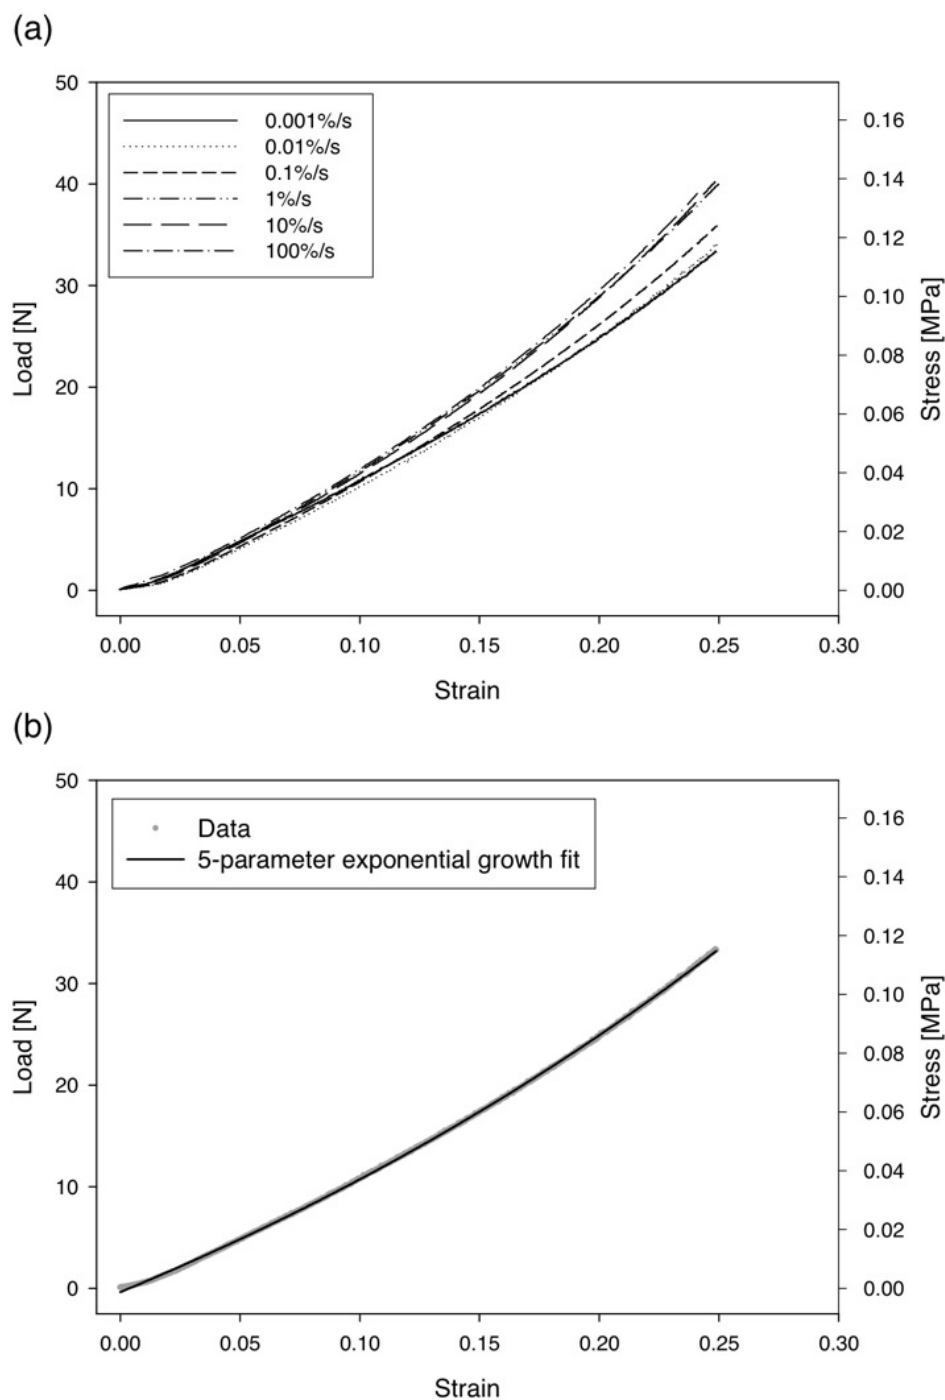 (a)
50
40
30
20
10
0
Load [N]
0.001%/s
0.01%/s
0.1%/s
1%/s
10%/s
100%/s
0.16
0.14
0.12
0.10
0.08
0.06
0.04
0.02
0.00
Stress [MPa]
0.00 0.05 0.10 0.15 0.20 0.25 0.30
Strain
(b)
50
40
30
20
10
0
Load [N]
Data
5-parameter exponential growth fit
0.16
0.14
0.12
0.10
0.08
0.06
0.04
0.02
0.00
Stress [MPa]
0.00 0.05 0.10 0.15 0.20 0.25 0.30
Strain